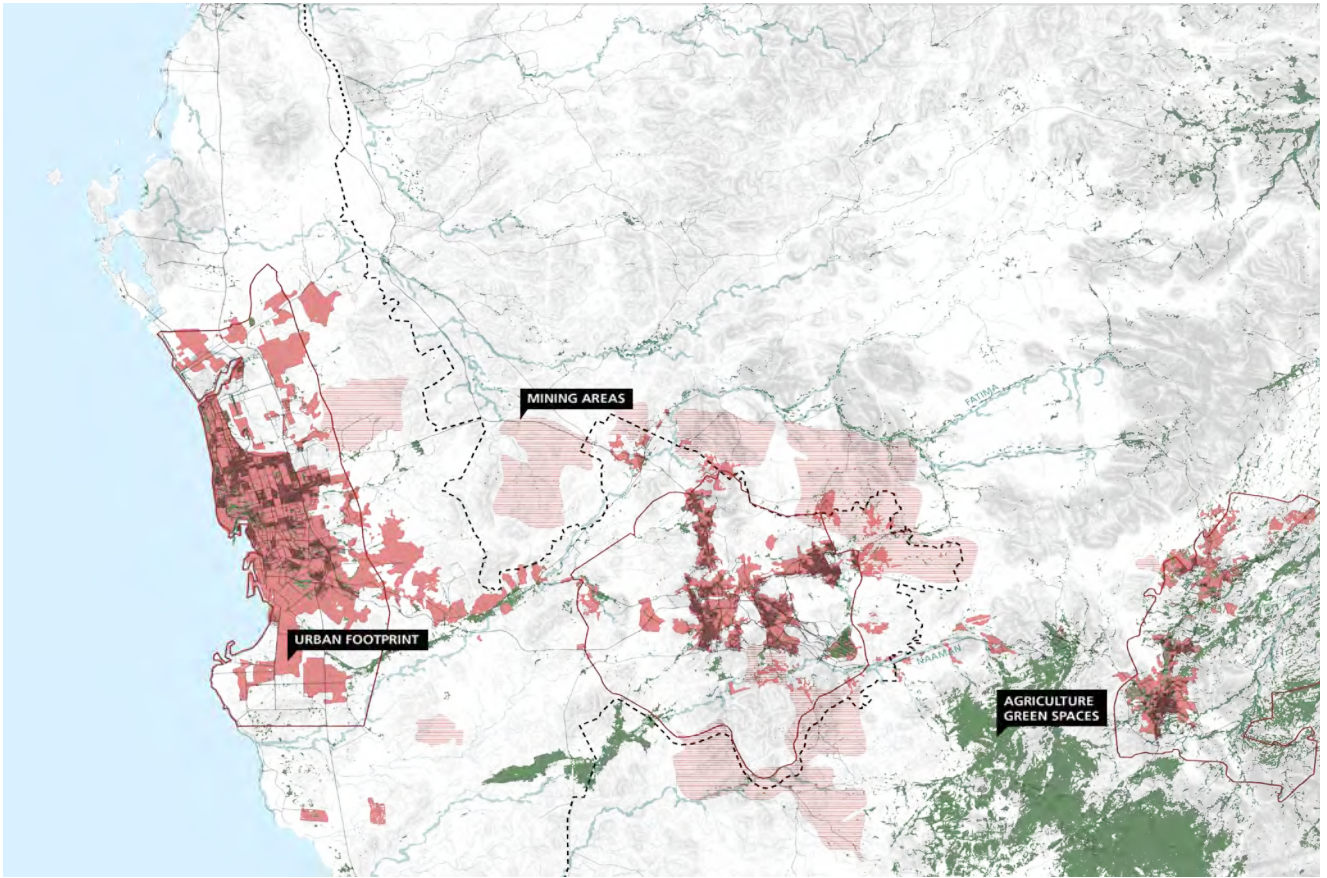 MINING AREAS
FATIMA
URBAN FOOTPRINT
NAAMAN
AGRICULTURE
GREEN SPACES